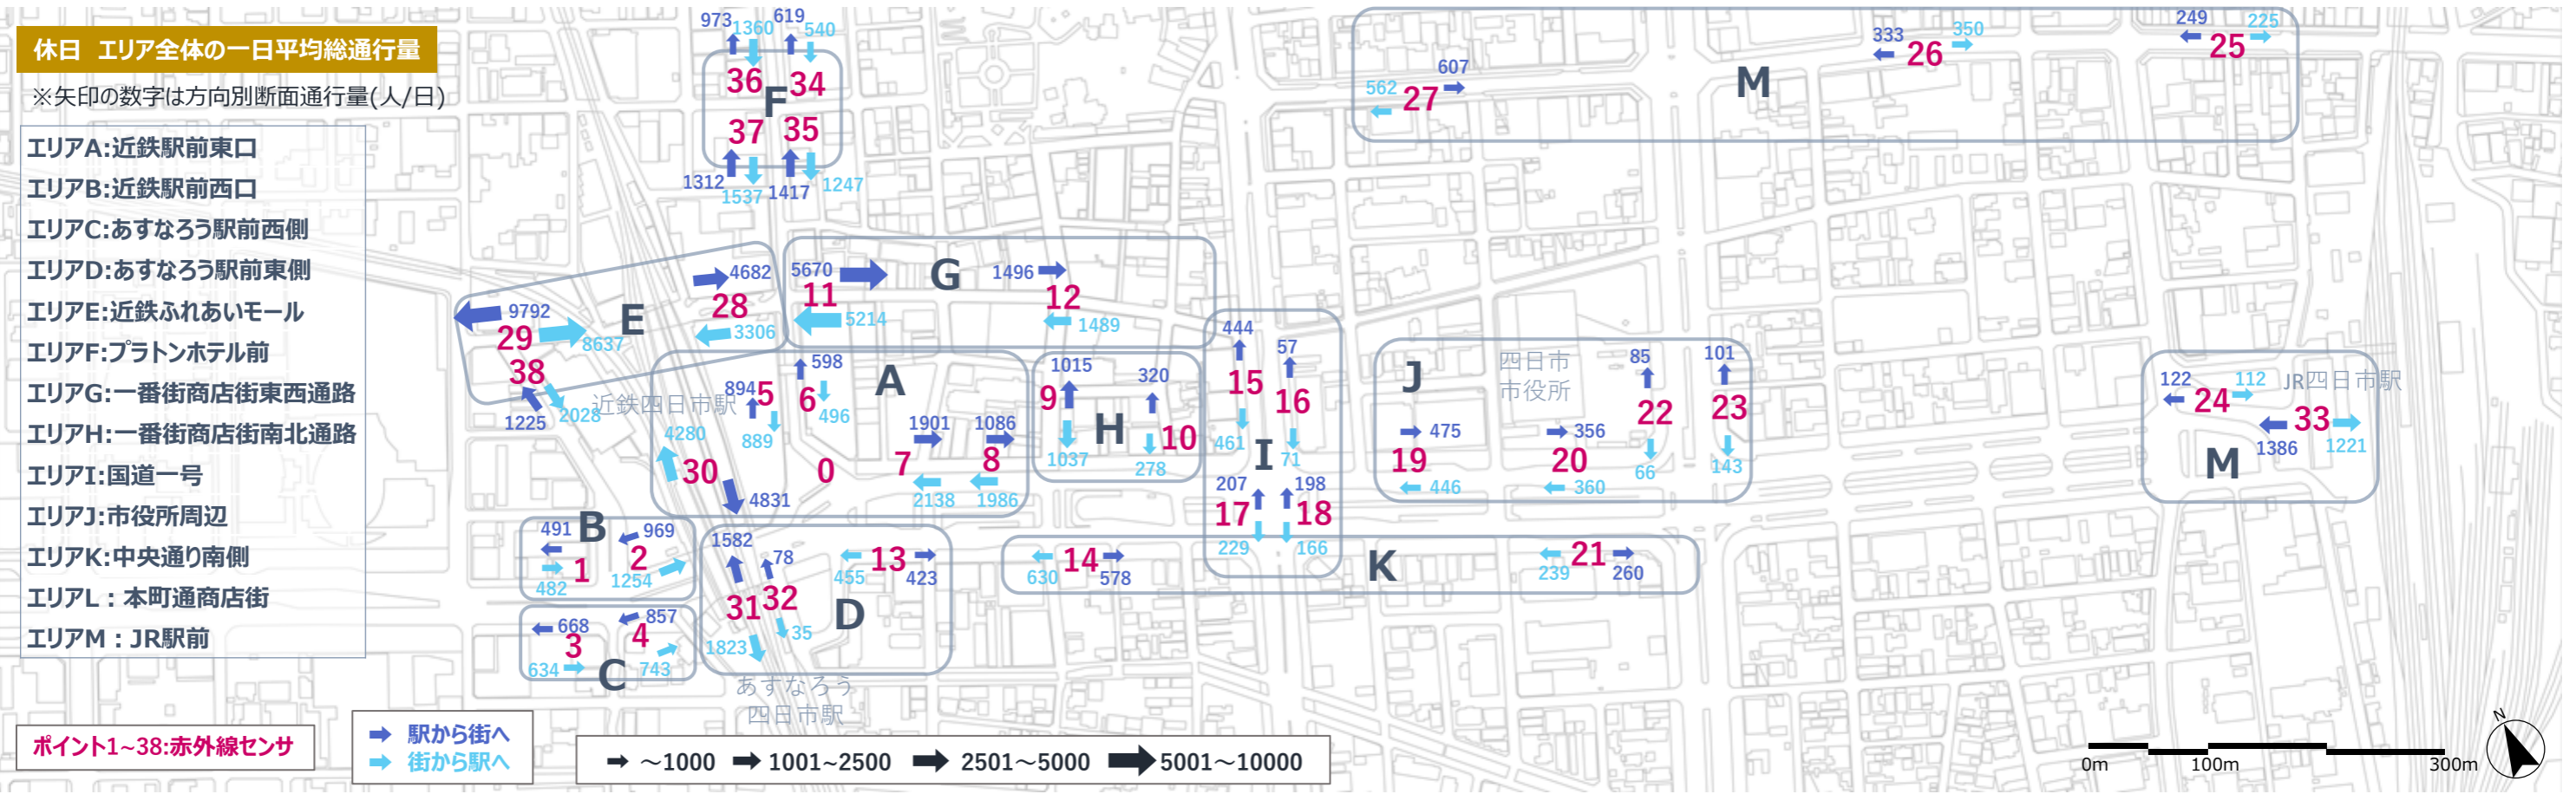 休日 エリア全体の一日平均総通行量
※矢印の数字は方向別断面通行量(人/日)
エリアA:近鉄駅前東口
エリアB:近鉄駅前西口
エリアC:あすなろう駅前西側
エリアD:あすなろう駅前東側
エリアE:近鉄ふれあいモール
エリアF:プラトンホテル前
エリアG:一番街商店街東西通路
エリアH:一番街商店街南北通路
エリアI:国道一号
エリアJ:市役所周辺
エリアK:中央通り南側
エリアL：本町通商店街
エリアM：JR駅前
973 1360 619 540
36 34
F
37 35
1312 1537 1417 1247
M
333 26 350
249 25 225
562 27 607
E
9792
29
8637
38
1225 2028
4682
28
3306
G
5670
11
5214
1496
12
1489
A
近鉄四日市駅
894 5 889
598 6 496
4280 30 4831
0
1901 7 2138
1086 8 1986
H
1015 9 1037
320 10 278
I
444 15 461
57 16 71
207 17 229
198 18 166
J
四日市
市役所
475 19 446
356 20 360
85 22 66
101 23 143
M
JR四日市駅
122 24 112
1386 33 1221
B
491 1 482
969 2 1254
C
668 3 634
857 4 743
D
1582 31 1823
78 32 35
455 13 423
あすなろう
四日市駅
K
630 14 578
239 21 260
ポイント1~38:赤外線センサ
駅から街へ
街から駅へ
～1000 1001~2500 2501～5000 5001～10000
0m 100m 300m
N